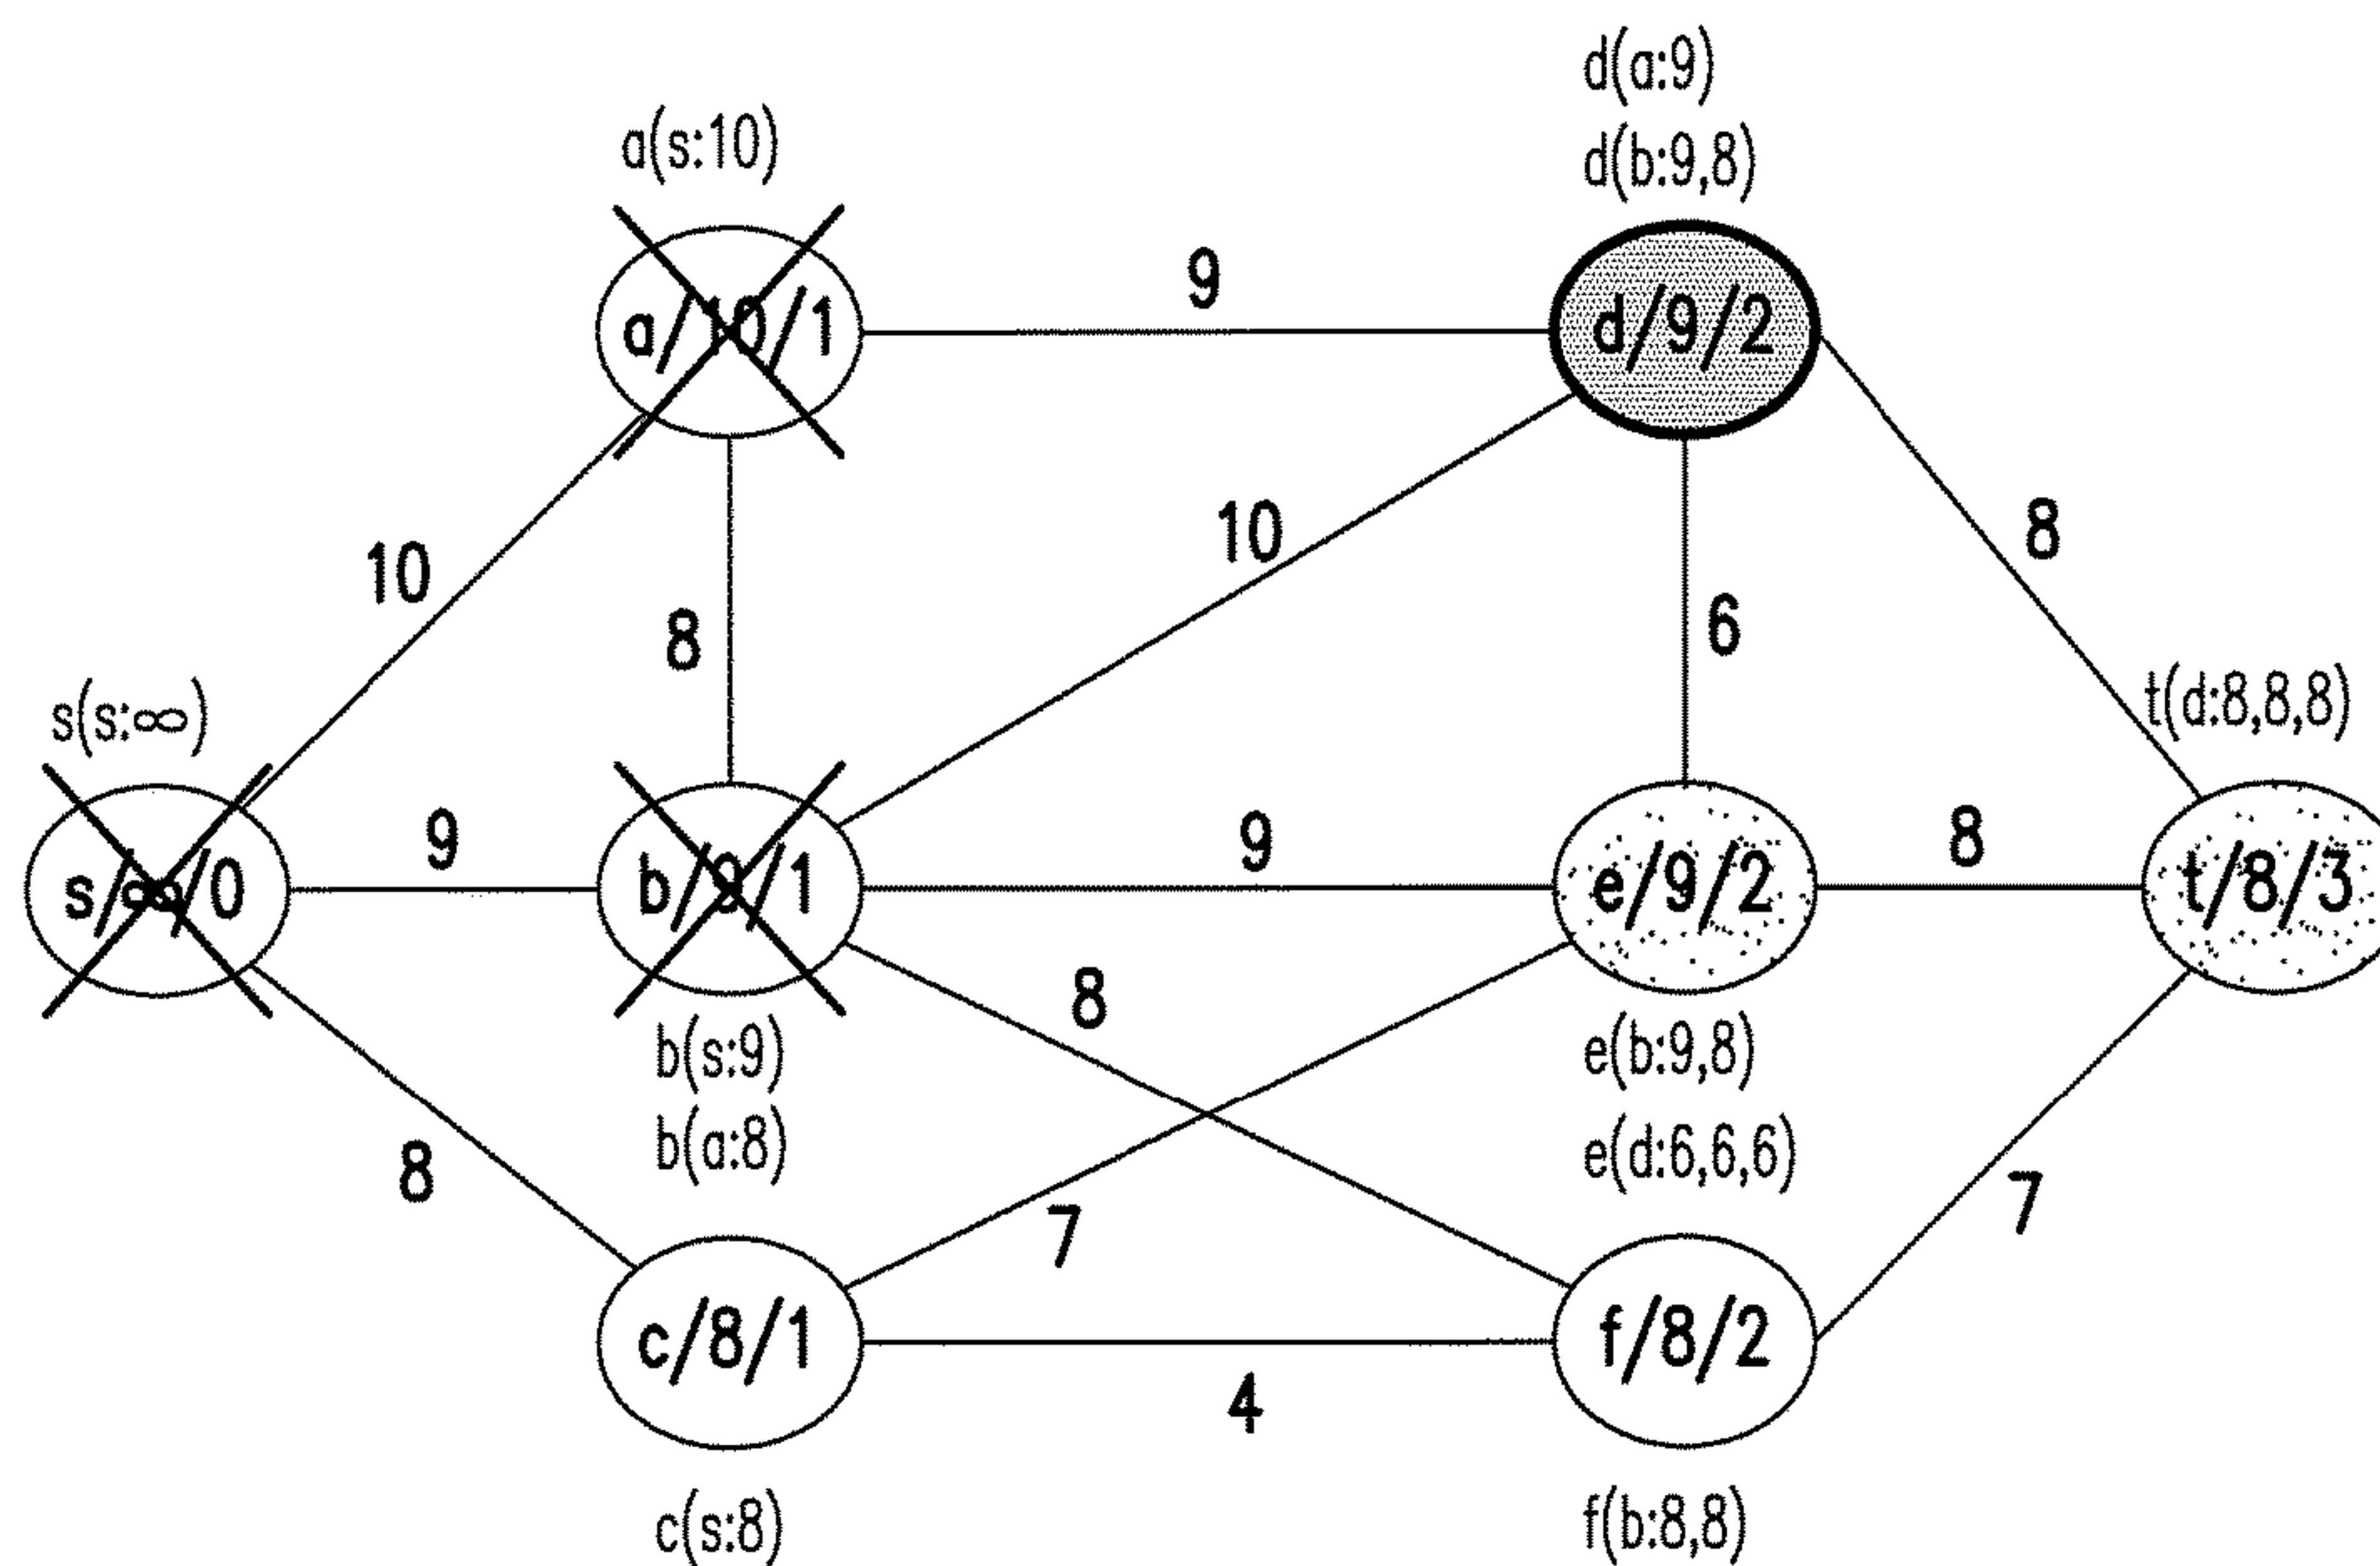 d(a:9)
d(b:9,8)
a(s:10)
a/10/1
9
d/9/2
10
8
10
6
8
s(s:∞)
t(d:8,8,8)
s/∞/0
9
b/9/1
9
e/9/2
8
t/8/3
8
b(s:9)
b(a:8)
e(b:9,8)
e(d:6,6,6)
8
7
7
c/8/1
4
f/8/2
c(s:8)
f(b:8,8)